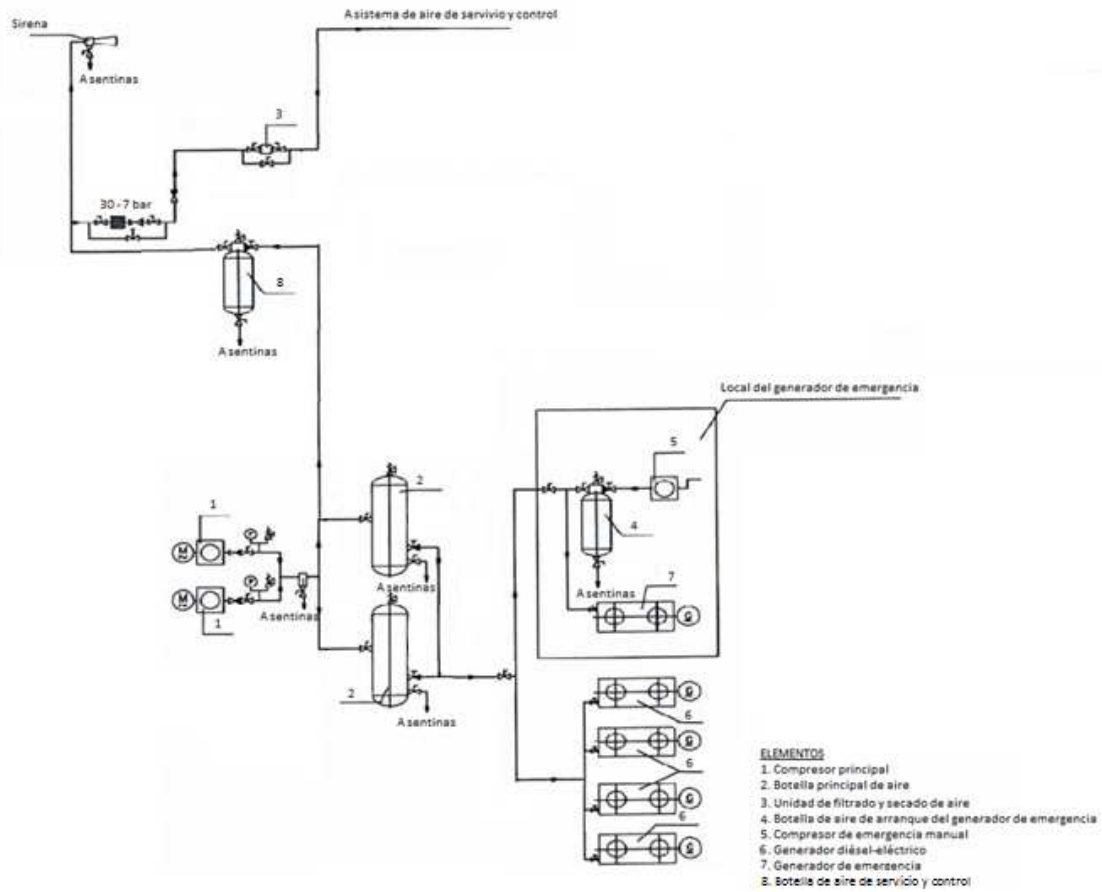 A sistema de aire de servivio y control
Sirena
A sentinas
3
30-7 bar
8
A sentinas
Local del generador de emergencia
5
2
1
4
A sentinas
A sentinas
7
M
P
G
M
P
A sentinas
1
2
A sentinas
G
6
G
6
G
6
G
ELEMENTOS
1. Compresor principal
2. Botella principal de aire
3. Unidad de filtrado y secado de aire
4. Botella de aire de arranque del generador de emergencia
5. Compresor de emergencia manual
6. Generador diésel-eléctrico
7. Generador de emergencia
8. Botella de aire de servicio y control